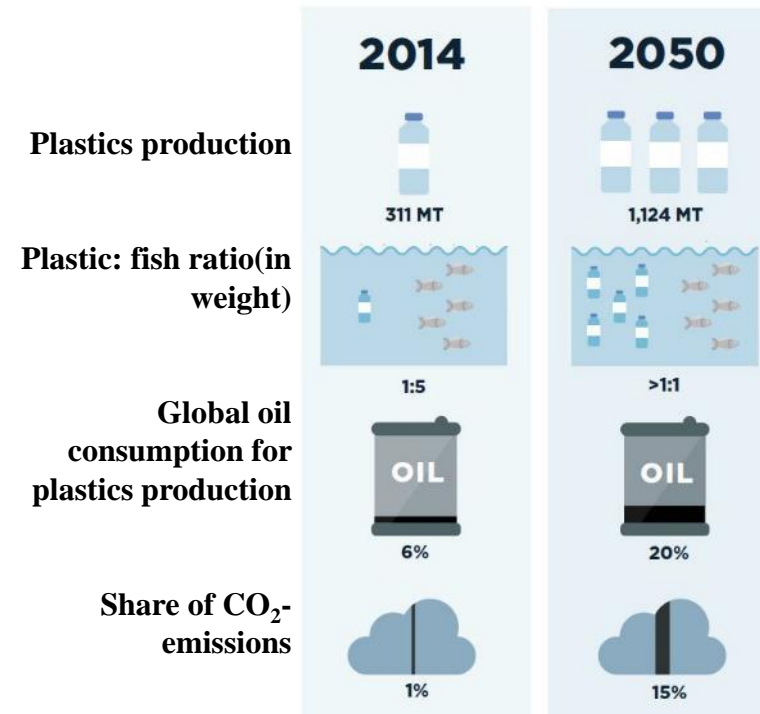 2014
2050
Plastics production
311 MT
1,124 MT
Plastic: fish ratio(in
weight)
1:5
>1:1
Global oil
consumption for
plastics production
OIL
OIL
6%
20%
Share of CO₂-
emissions
1%
15%